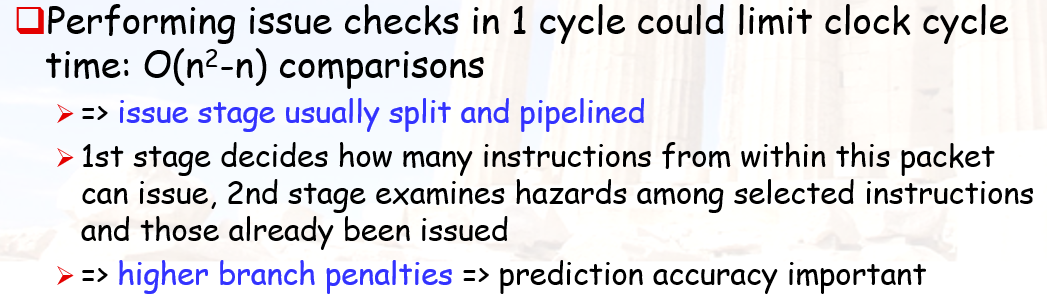 ❑Performing issue checks in 1 cycle could limit clock cycle
time: O(n²-n) comparisons
➢ => issue stage usually split and pipelined
➢ 1st stage decides how many instructions from within this packet
can issue, 2nd stage examines hazards among selected instructions
and those already been issued
➢ => higher branch penalties => prediction accuracy important